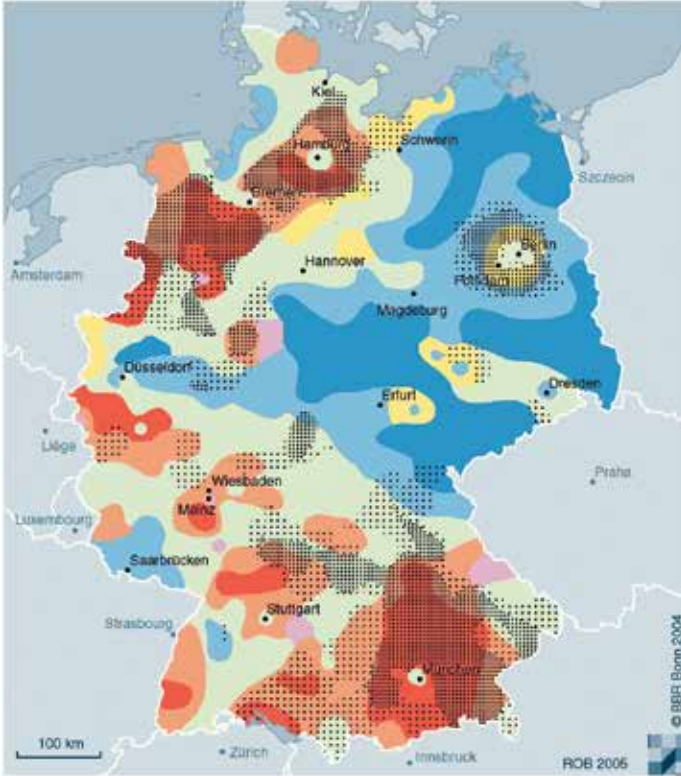 Kiel
Hamburg
Schwerin
Bremen
Szczecin
Berlin
Amsterdam
Hannover
Potsdam
Magdeburg
Düsseldorf
Erfurt
Dresden
Liège
Praha
Wiesbaden
Mainz
Luxembourg
Saarbrücken
Stuttgart
Strasbourg
München
© BBR Bonn 2004
100 km
Zürich
Innsbruck
ROB 2005